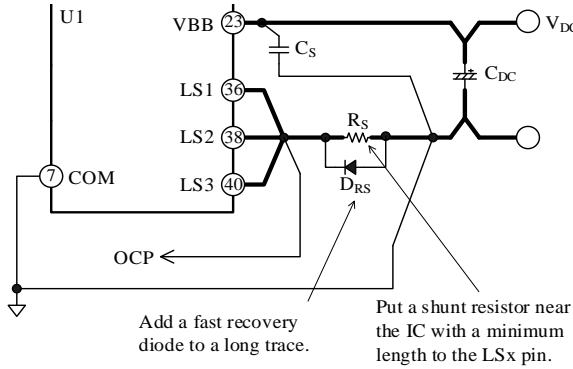 U1
VBB
23
V_DC
C_S
C_DC
LS1
36
R_S
LS2
38
7
COM
LS3
40
D_RS
OCP
Add a fast recovery
diode to a long trace.
Put a shunt resistor near
the IC with a minimum
length to the LSx pin.